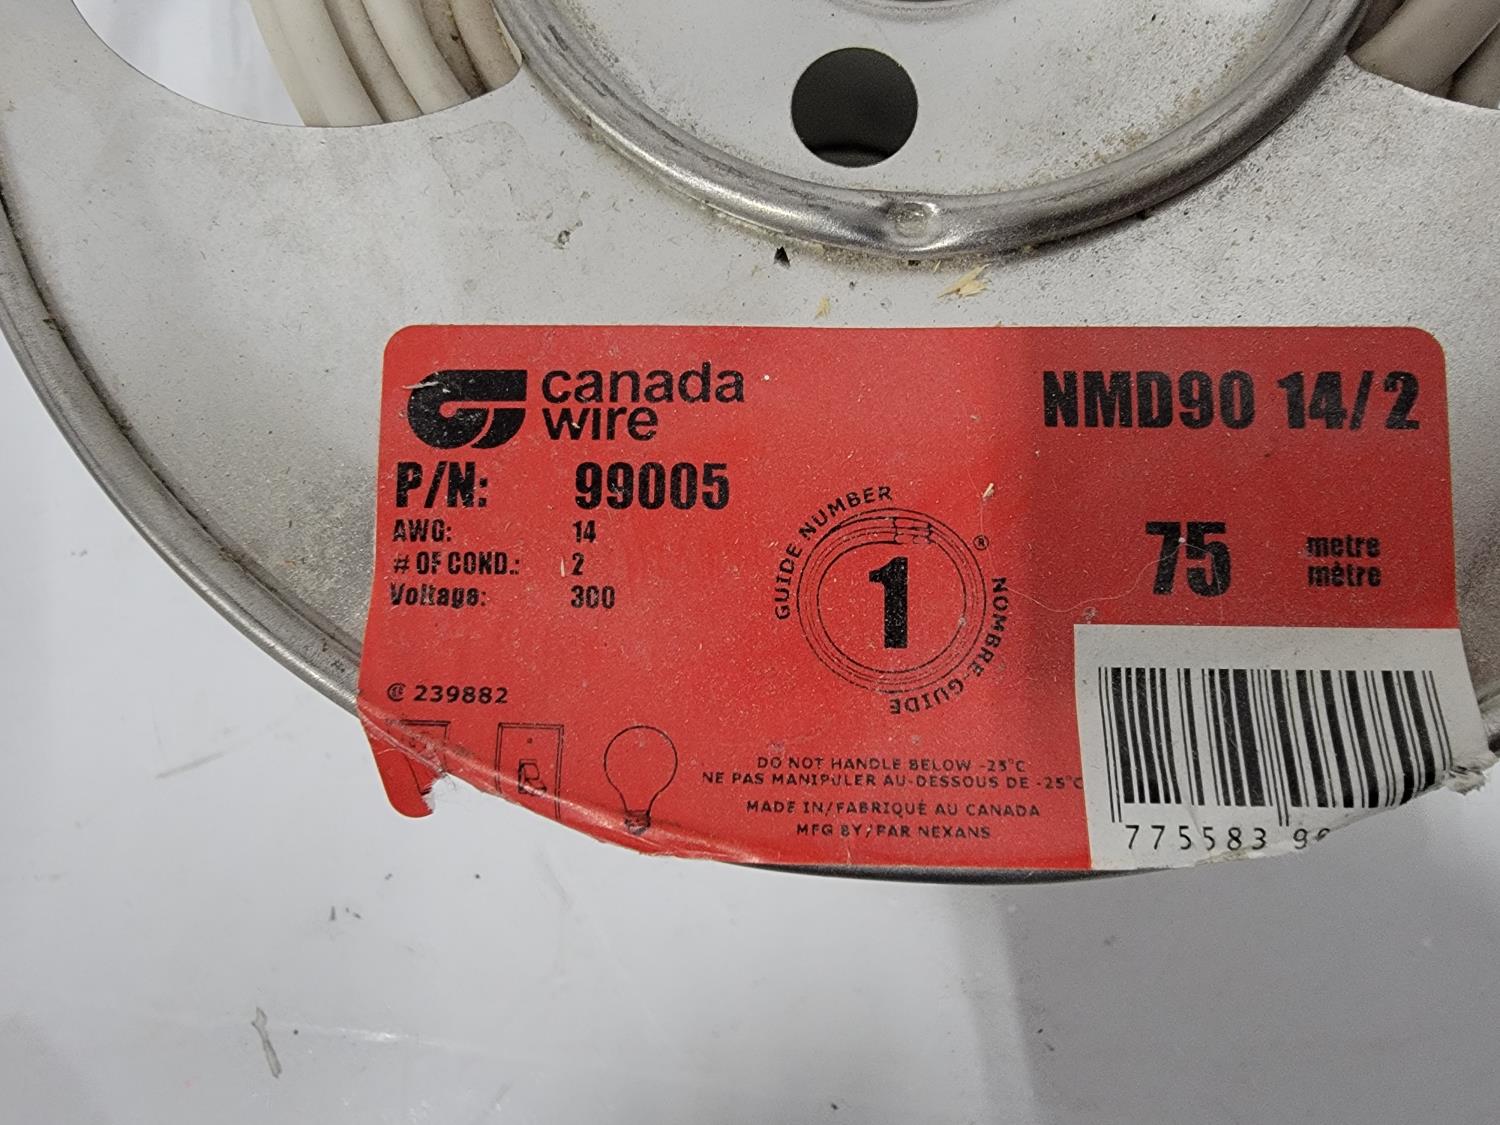 canada
wire
NMD90 14/2
P/N: 99005
AWG: 14
# OF COND.: 2
Voltage: 300
GUIDE NUMBER
1
NOMBRE-GUIDE
®
75 metre
mètre
239882
DO NOT HANDLE BELOW -25°C
NE PAS MANIPULER AU-DESSOUS DE -25°C
MADE IN/FABRIQUÉ AU CANADA
MFG BY/PAR NEXANS
775583